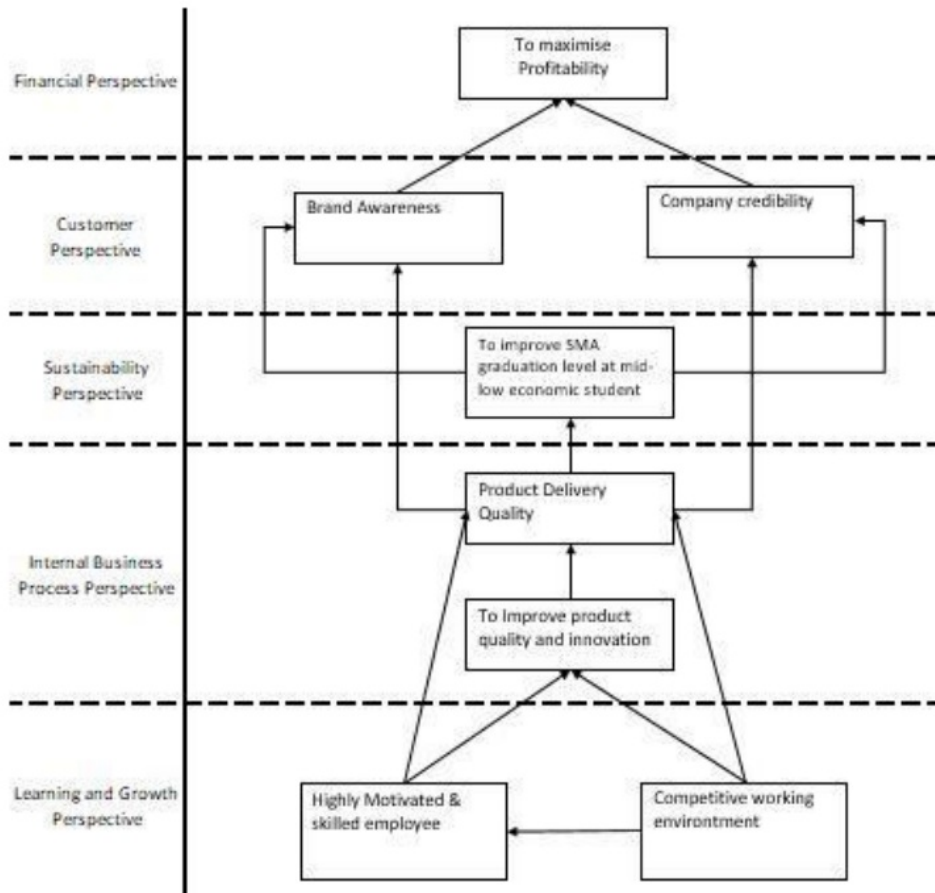 To maximise
Profitability
Financial Perspective
Brand Awareness
Company credibility
Customer
Perspective
To improve SMA
graduation level at mid-
low economic student
Sustainability
Perspective
Product Delivery
Quality
Internal Business
Process Perspective
To Improve product
quality and innovation
Learning and Growth
Perspective
Highly Motivated &
skilled employee
Competitive working
environtment